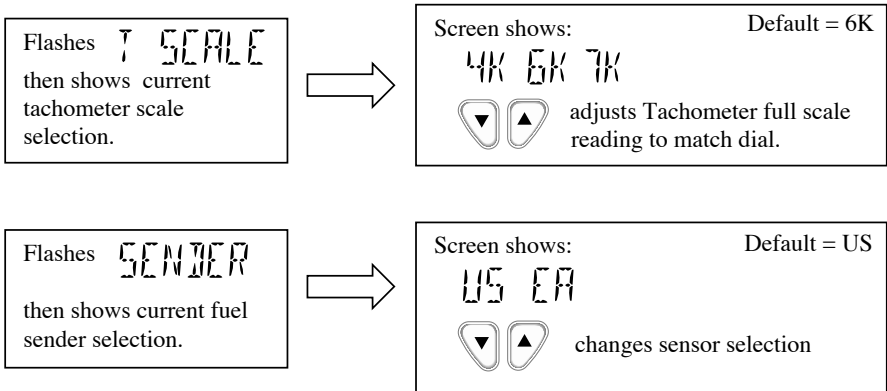 Flashes T SCALE
then shows current
tachometer scale
selection.
Screen shows: Default = 6K
4K 6K 7K
adjusts Tachometer full scale
reading to match dial.
Flashes SENDER
then shows current fuel
sender selection.
Screen shows: Default = US
US EA
changes sensor selection